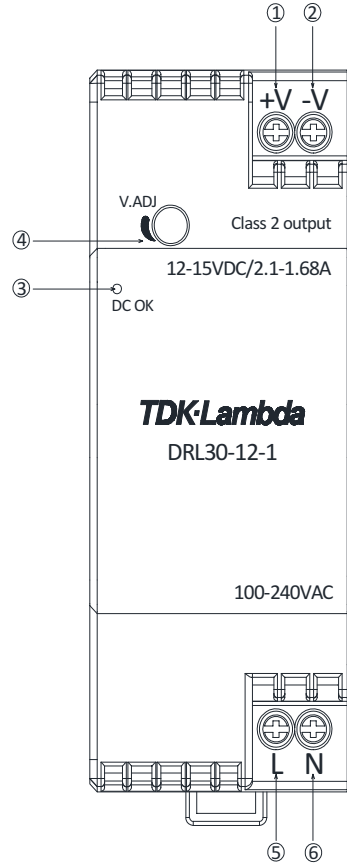 ① ②
+V -V
V.ADJ
Class 2 output
④
12-15VDC/2.1-1.68A
③
DC OK
TDK·Lambda
DRL30-12-1
100-240VAC
L N
⑤ ⑥